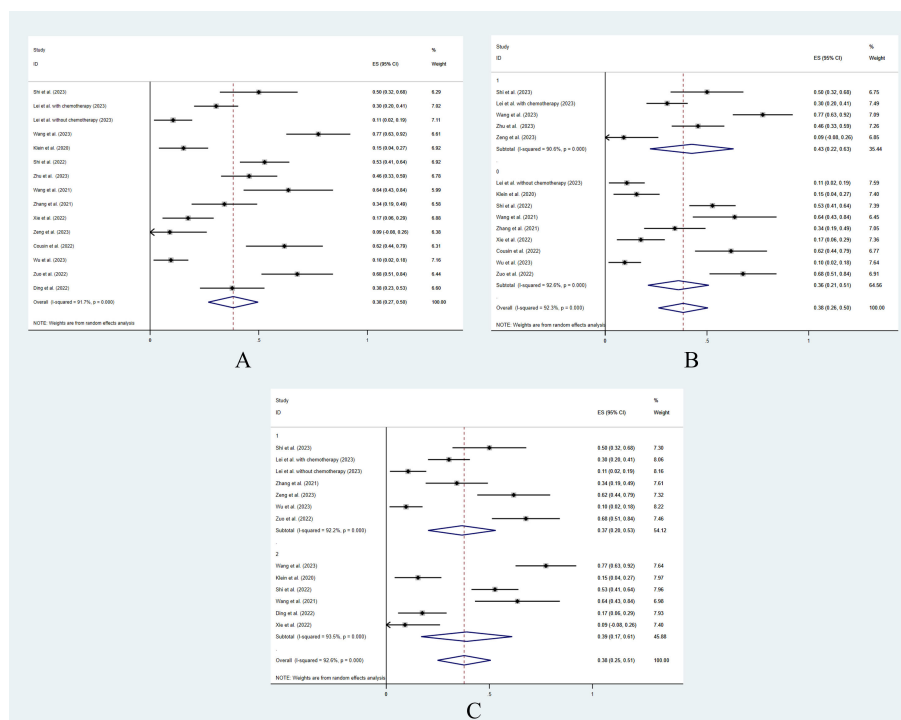 Study
%
ID ES (95% CI) Weight
Shi et al. (2023) 0.50 (0.32, 0.68) 6.29
Lei et al. with chemotherapy (2023) 0.30 (0.20, 0.41) 7.02
Lei et al. without chemotherapy (2023) 0.11 (0.02, 0.19) 7.11
Wang et al. (2023) 0.77 (0.63, 0.92) 6.61
Klein et al. (2020) 0.15 (0.04, 0.27) 6.92
Shi et al. (2022) 0.53 (0.41, 0.64) 6.92
Zhu et al. (2023) 0.46 (0.33, 0.59) 6.78
Wang et al. (2021) 0.64 (0.43, 0.84) 5.99
Zhang et al. (2021) 0.34 (0.19, 0.49) 6.58
Xie et al. (2022) 0.17 (0.06, 0.29) 6.88
Zeng et al. (2023) 0.09 (-0.08, 0.26) 6.38
Cousin et al. (2022) 0.62 (0.44, 0.79) 6.31
Wu et al. (2023) 0.10 (0.02, 0.18) 7.16
Zuo et al. (2022) 0.68 (0.51, 0.84) 6.44
Ding et al. (2022) 0.38 (0.23, 0.53) 6.60
Overall (I-squared = 91.7%, p = 0.000) 0.38 (0.27, 0.50) 100.00
NOTE: Weights are from random effects analysis
0 .5 1
A
Study
%
ID ES (95% CI) Weight
1
Shi et al. (2023) 0.50 (0.32, 0.68) 6.75
Lei et al. with chemotherapy (2023) 0.30 (0.20, 0.41) 7.49
Wang et al. (2023) 0.77 (0.63, 0.92) 7.09
Zhu et al. (2023) 0.46 (0.33, 0.59) 7.26
Zeng et al. (2023) 0.09 (-0.08, 0.26) 6.85
Subtotal (I-squared = 90.6%, p = 0.000) 0.43 (0.22, 0.63) 35.44
.
0
Lei et al. without chemotherapy (2023) 0.11 (0.02, 0.19) 7.59
Klein et al. (2020) 0.15 (0.04, 0.27) 7.40
Shi et al. (2022) 0.53 (0.41, 0.64) 7.39
Wang et al. (2021) 0.64 (0.43, 0.84) 6.45
Zhang et al. (2021) 0.34 (0.19, 0.49) 7.05
Xie et al. (2022) 0.17 (0.06, 0.29) 7.36
Cousin et al. (2022) 0.62 (0.44, 0.79) 6.77
Wu et al. (2023) 0.10 (0.02, 0.18) 7.64
Zuo et al. (2022) 0.68 (0.51, 0.84) 6.91
Subtotal (I-squared = 92.6%, p = 0.000) 0.36 (0.21, 0.51) 64.56
.
Overall (I-squared = 92.3%, p = 0.000) 0.38 (0.26, 0.50) 100.00
NOTE: Weights are from random effects analysis
0 .5 1
B
Study
%
ID ES (95% CI) Weight
1
Shi et al. (2023) 0.50 (0.32, 0.68) 7.30
Lei et al. with chemotherapy (2023) 0.30 (0.20, 0.41) 8.06
Lei et al. without chemotherapy (2023) 0.11 (0.02, 0.19) 8.16
Zhang et al. (2021) 0.34 (0.19, 0.49) 7.61
Zeng et al. (2023) 0.62 (0.44, 0.79) 7.32
Wu et al. (2023) 0.10 (0.02, 0.18) 8.22
Zuo et al. (2022) 0.68 (0.51, 0.84) 7.46
Subtotal (I-squared = 92.2%, p = 0.000) 0.37 (0.20, 0.53) 54.12
.
2
Wang et al. (2023) 0.77 (0.63, 0.92) 7.64
Klein et al. (2020) 0.15 (0.04, 0.27) 7.97
Shi et al. (2022) 0.53 (0.41, 0.64) 7.96
Wang et al. (2021) 0.64 (0.43, 0.84) 6.98
Ding et al. (2022) 0.17 (0.06, 0.29) 7.93
Xie et al. (2022) 0.09 (-0.08, 0.26) 7.40
Subtotal (I-squared = 93.5%, p = 0.000) 0.39 (0.17, 0.61) 45.88
.
Overall (I-squared = 92.6%, p = 0.000) 0.38 (0.25, 0.51) 100.00
NOTE: Weights are from random effects analysis
0 .5 1
C